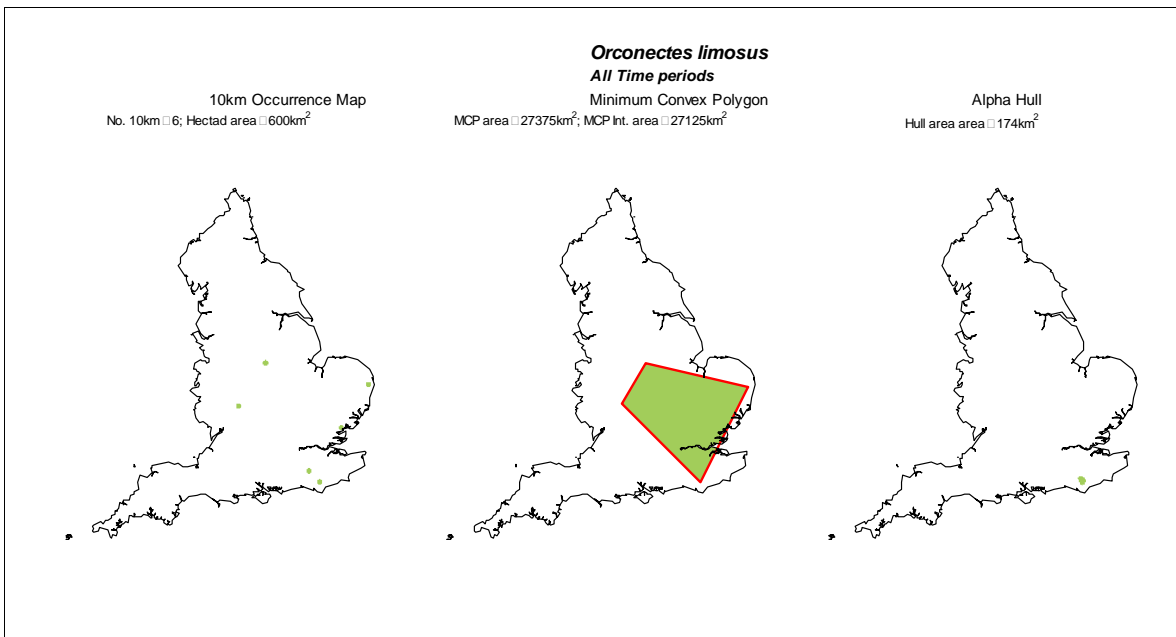 Orconectes limosus
All Time periods
10km Occurrence Map
No. 10km □ 6; Hectad area □ 600km²
Minimum Convex Polygon
MCP area □ 27375km²; MCP Int. area □ 27125km²
Alpha Hull
Hull area area □ 174km²